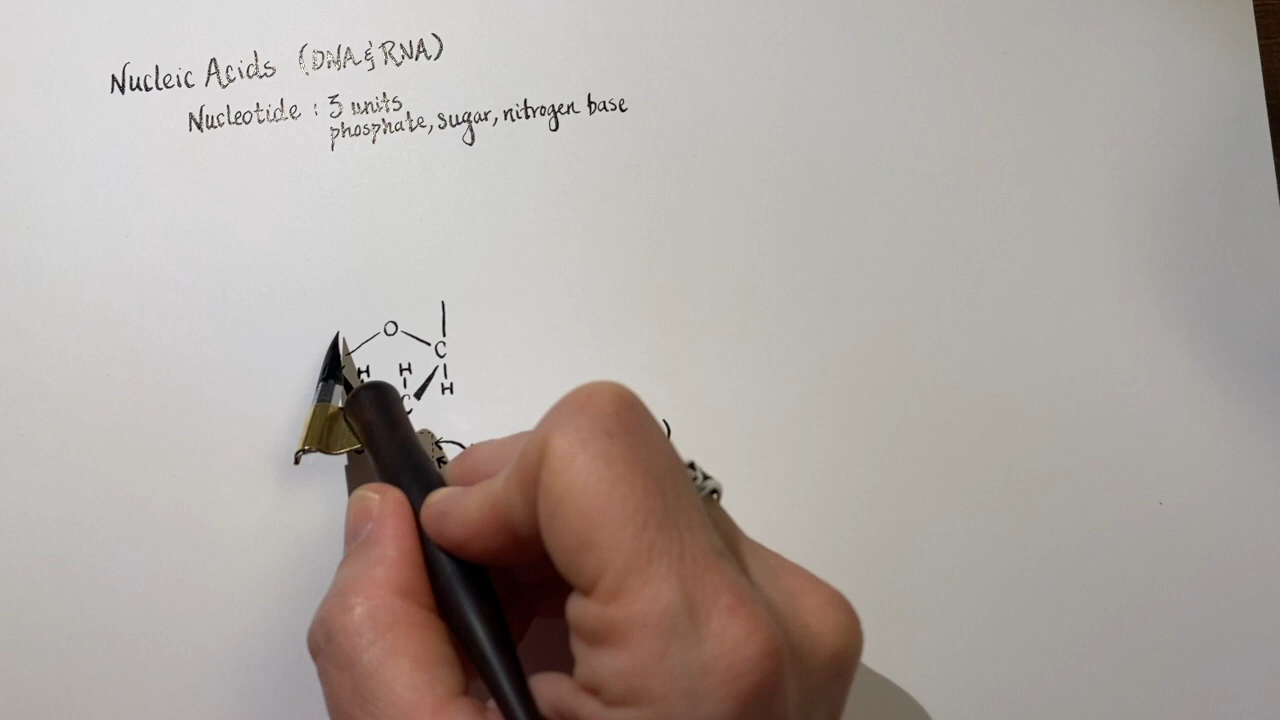 Nucleic Acids (DNA & RNA)
Nucleotide : 3 units
phosphate, sugar, nitrogen base
O
C
H H H
C